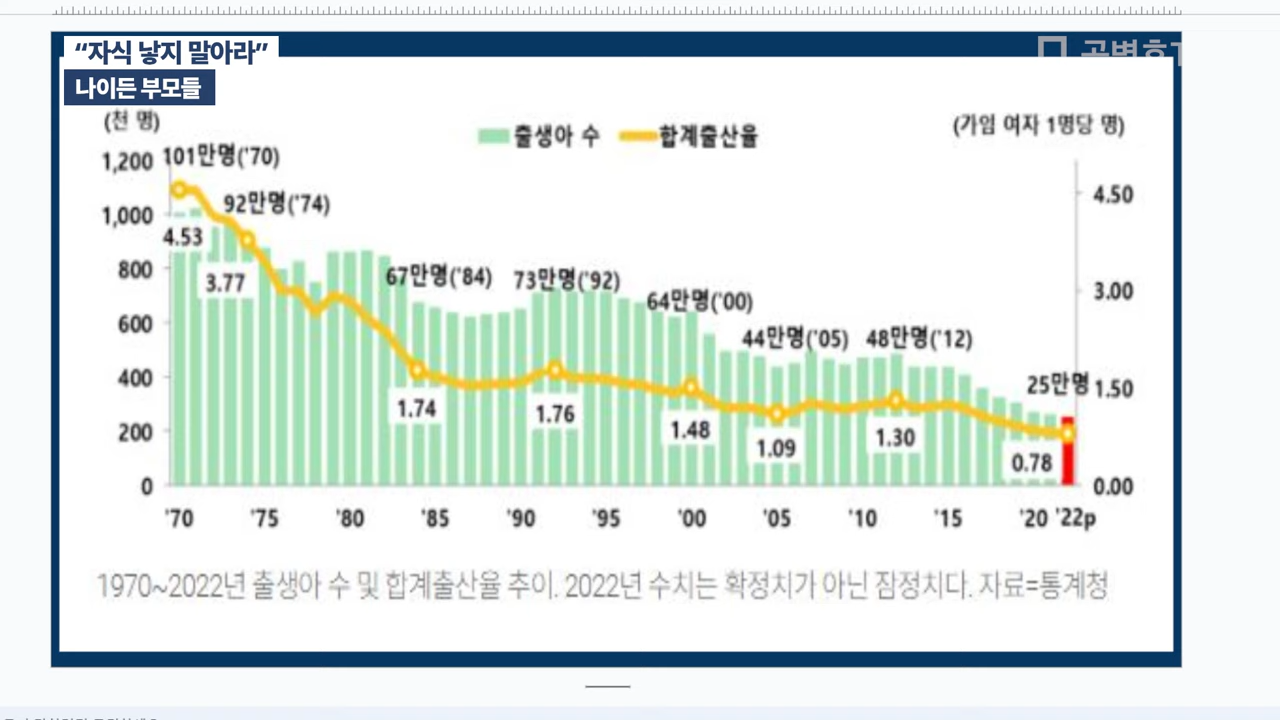 “자식 낳지 말아라”
나이든 부모들
(천 명)
출생아 수 합계출산율
(가임 여자 1명당 명)
1,200 101만명('70)
92만명('74)
4.50
1,000
4.53
3.77
800
67만명('84) 73만명('92)
64만명('00)
3.00
600
44만명('05) 48만명('12)
400
25만명
1.50
1.74
1.76
1.48
1.09
1.30
200
0.78
0
0.00
'70 '75 '80 '85 '90 '95 '00 '05 '10 '15 '20 '22p
1970~2022년 출생아 수 및 합계출산율 추이. 2022년 수치는 확정치가 아닌 잠정치다. 자료=통계청